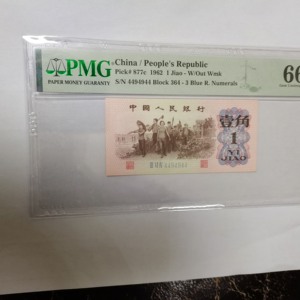 PMG
PAPER MONEY GUARANTY
China / People's Republic
Pick# 877c 1962 1 Jiao - W/Out Wmk
S/N 4494944 Block 364 - 3 Blue R. Numerals
66
中国人民银行
壹角
1
YI
JIAO